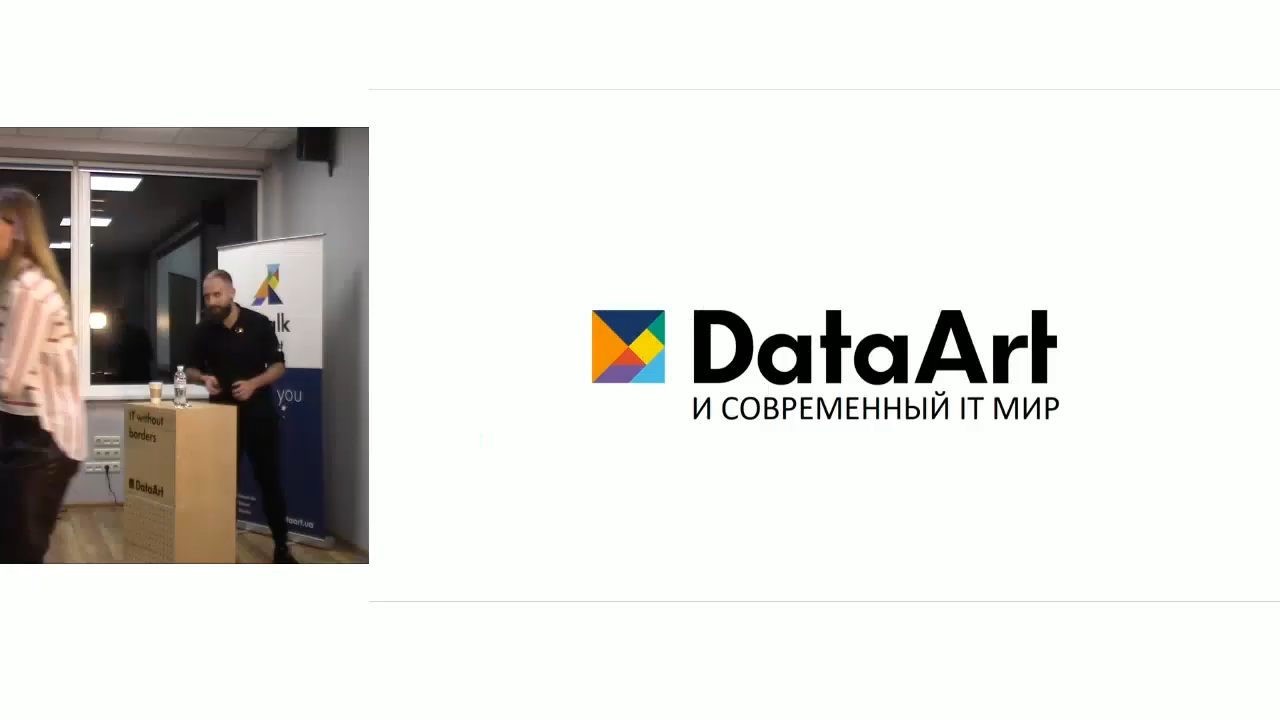 DataArt
И СОВРЕМЕННЫЙ IT МИР
you
IT without
borders
DataArt